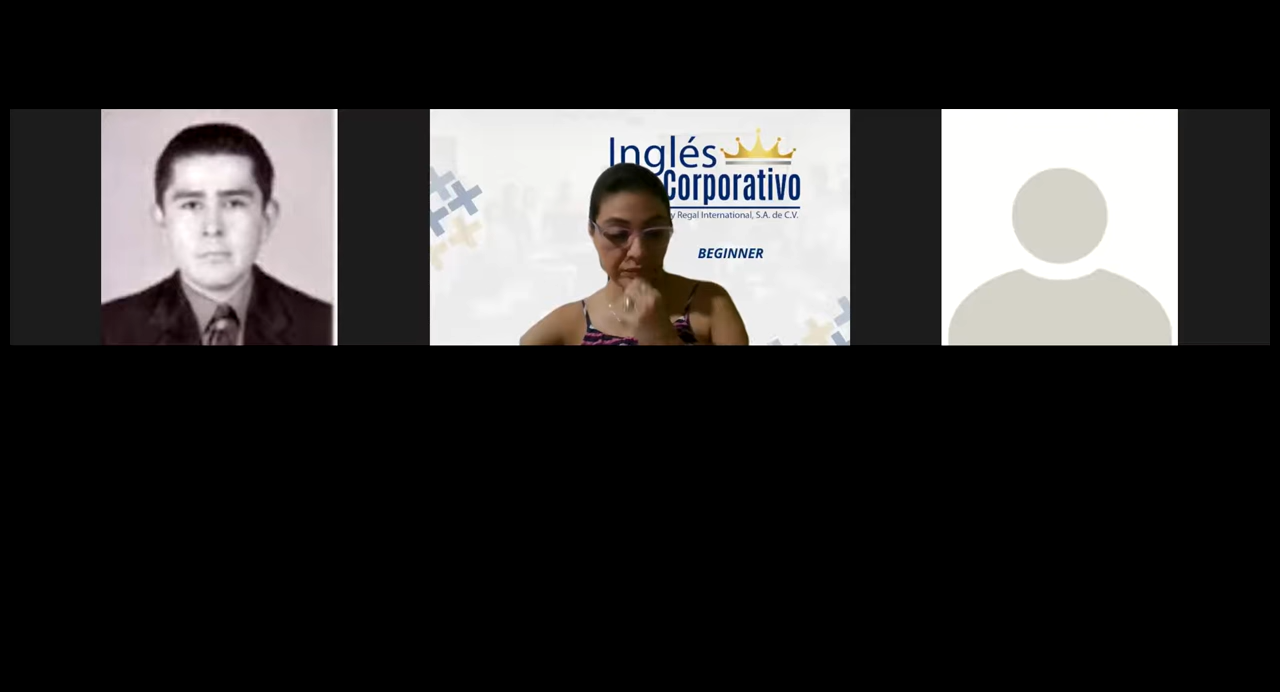 Inglés
Corporativo
y Regal International, S.A. de C.V.
BEGINNER